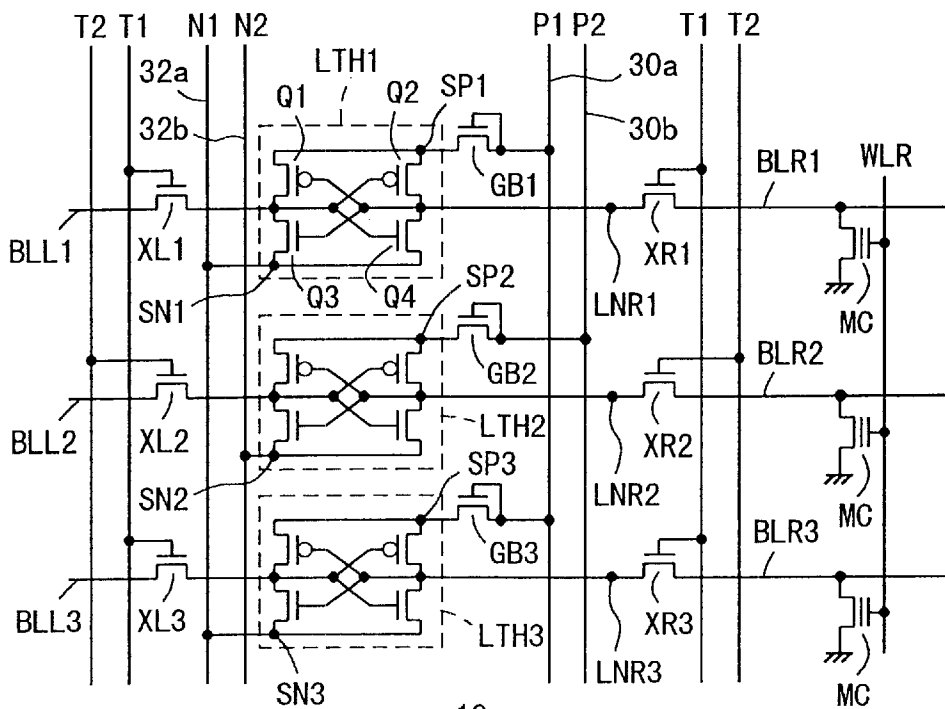 T2 T1 N1 N2 P1 P2 T1 T2
32a LTH1 30a
Q1 Q2 SP1
32b 30b
GB1 BLR1 WLR
BLL1 XL1 XR1
SN1 Q3 Q4 SP2 LNR1 MC
GB2 BLR2
BLL2 XL2 LTH2 XR2
SN2 SP3 LNR2 MC
GB3 BLR3
BLL3 XL3 LTH3 XR3
SN3 LNR3 MC